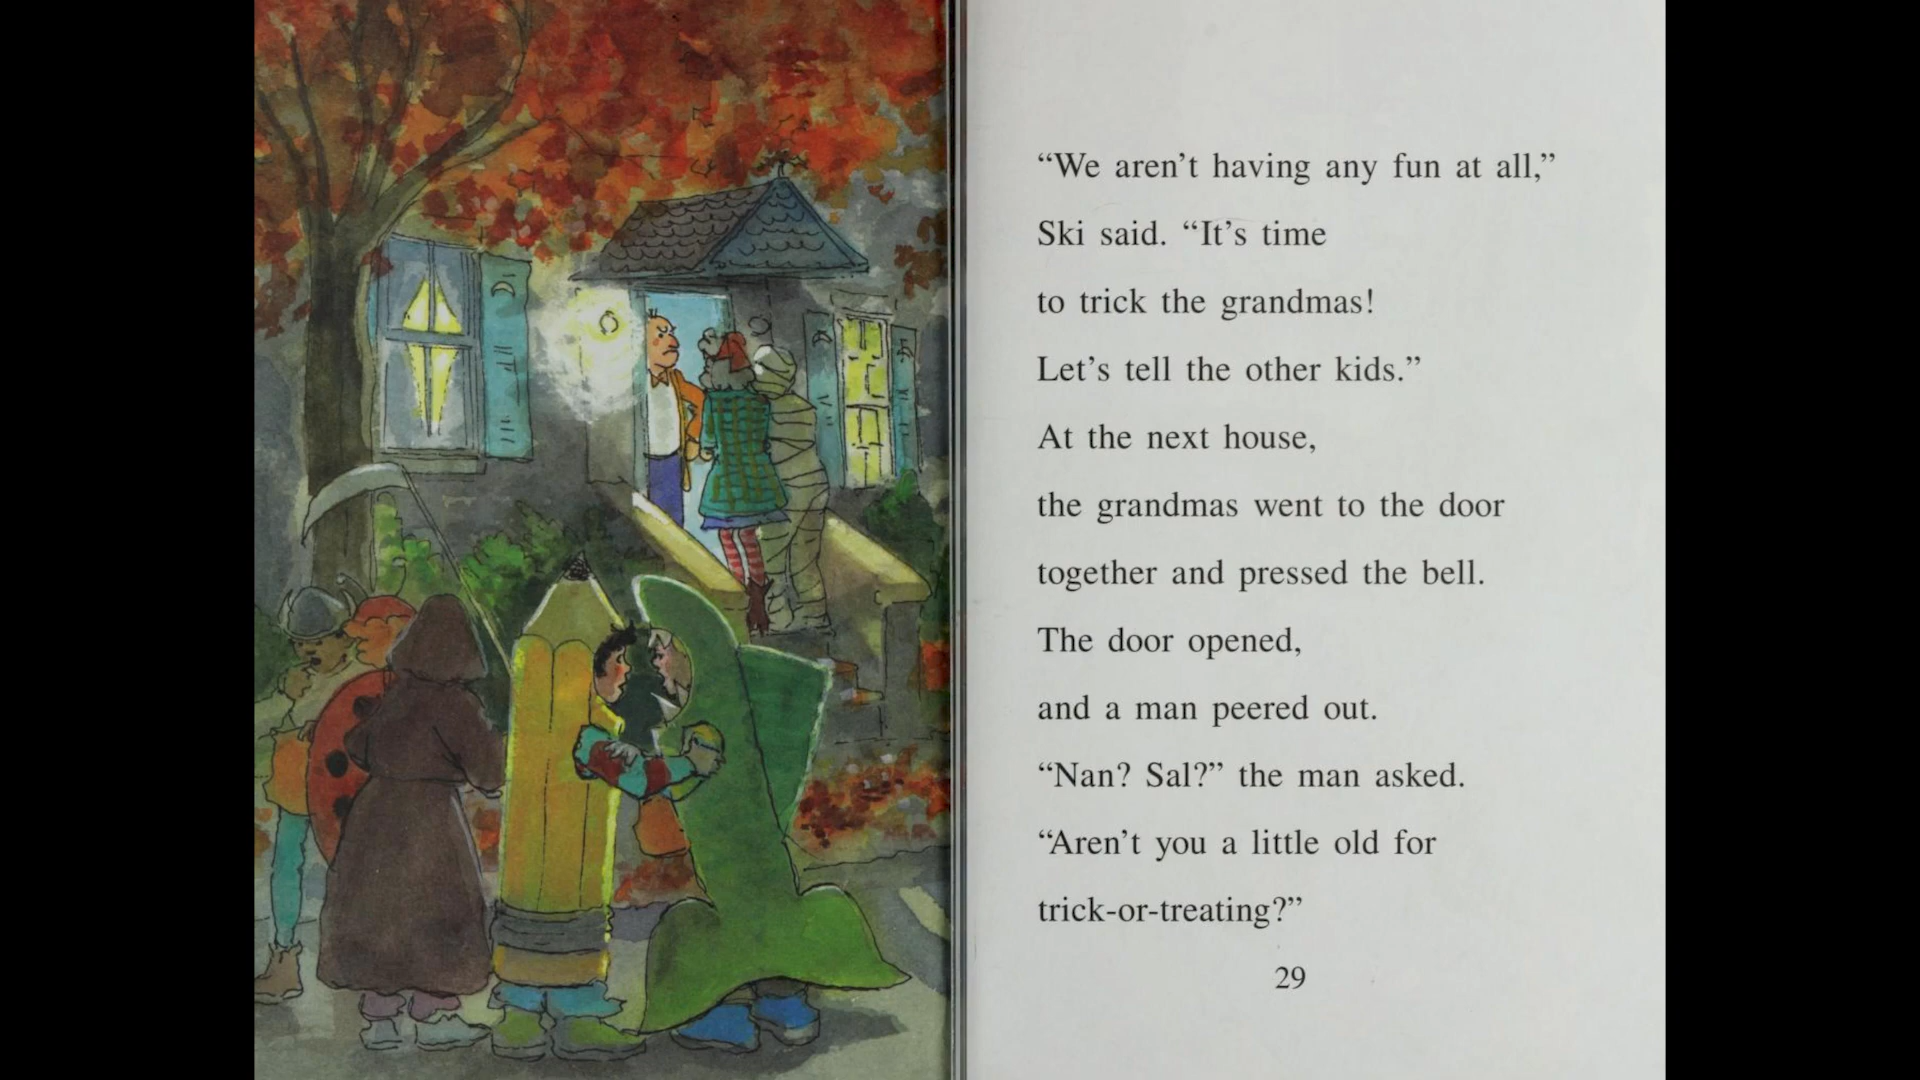 “We aren’t having any fun at all,”
Ski said. “It’s time
to trick the grandmas!
Let’s tell the other kids.”
At the next house,
the grandmas went to the door
together and pressed the bell.
The door opened,
and a man peered out.
“Nan? Sal?” the man asked.
“Aren’t you a little old for
trick-or-treating?”
29